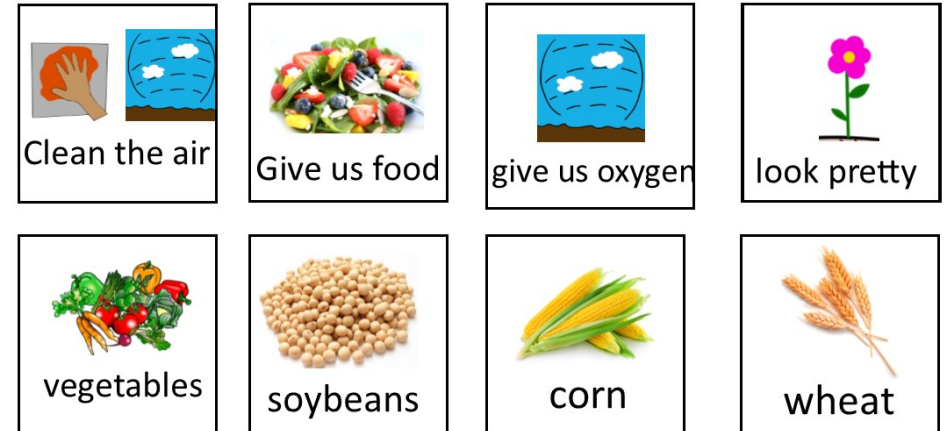 Clean the air
Give us food
give us oxygen
look pretty
vegetables
soybeans
corn
wheat